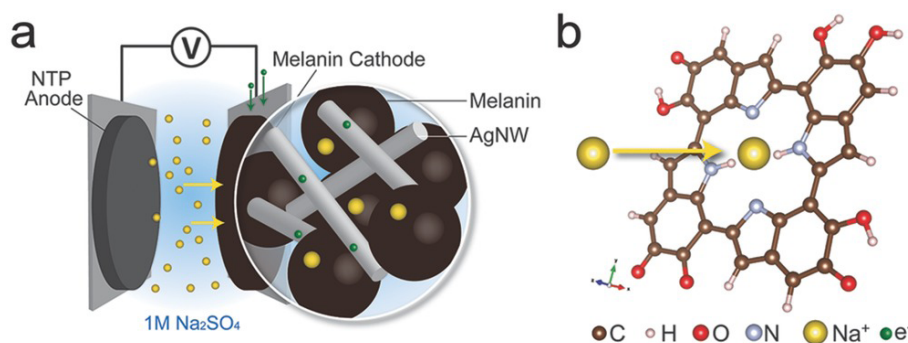 a
V
NTP
Anode
Melanin Cathode
Melanin
AgNW
1M Na₂SO₄
b
C H O N Na⁺ e⁻